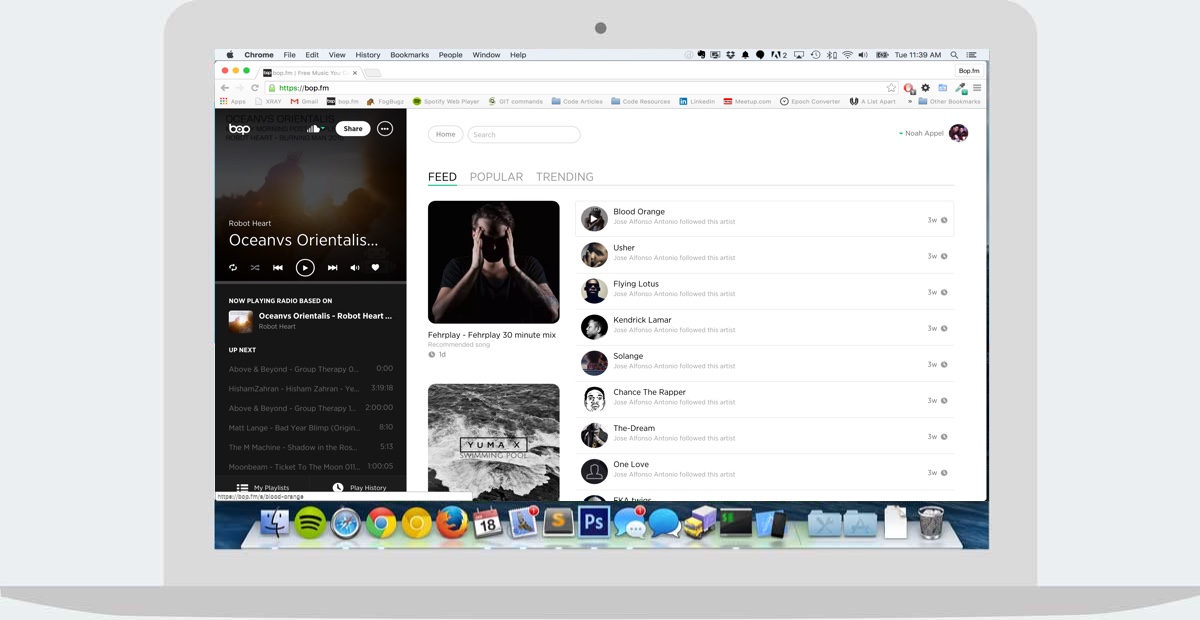 Chrome File Edit View History Bookmarks People Window Help
2 Tue 11:39 AM
bop.fm | Free Music You C
Bop.fm
https://bop.fm
Apps XRAY Gmail bop.fm FogBugz Spotify Web Player GIT commands Code Articles Code Resources LinkedIn Meetup.com Epoch Converter A List Apart » Other Bookmarks
OCEANVS ORIENTALIS
bop
Share
Home
Search
Noah Appel
ROBOT HEART - BURNING MAN
FEED POPULAR TRENDING
Robot Heart
Oceanvs Orientalis...
NOW PLAYING RADIO BASED ON
Oceanvs Orientalis - Robot Heart ...
Robot Heart
UP NEXT
Above & Beyond - Group Therapy 0... 0:00
HishamZahran - Hisham Zahran - Ye... 3:19:18
Above & Beyond - Group Therapy 1... 2:00:00
Matt Lange - Bad Year Blimp (Origin... 8:10
The M Machine - Shadow in the Ros... 5:13
Moonbeam - Ticket To The Moon 011... 1:00:05
My Playlists Play History
https://bop.fm/s/blood-orange
Fehrplay - Fehrplay 30 minute mix
Recommended song
1d
YUMA X
SWIMMING POOL
Blood Orange
Jose Alfonso Antonio followed this artist
3w
Usher
Jose Alfonso Antonio followed this artist
3w
Flying Lotus
Jose Alfonso Antonio followed this artist
3w
Kendrick Lamar
Jose Alfonso Antonio followed this artist
3w
Solange
Jose Alfonso Antonio followed this artist
3w
Chance The Rapper
Jose Alfonso Antonio followed this artist
3w
The-Dream
Jose Alfonso Antonio followed this artist
3w
One Love
Jose Alfonso Antonio followed this artist
3w
FKA twigs
18
1
S
Ps
1